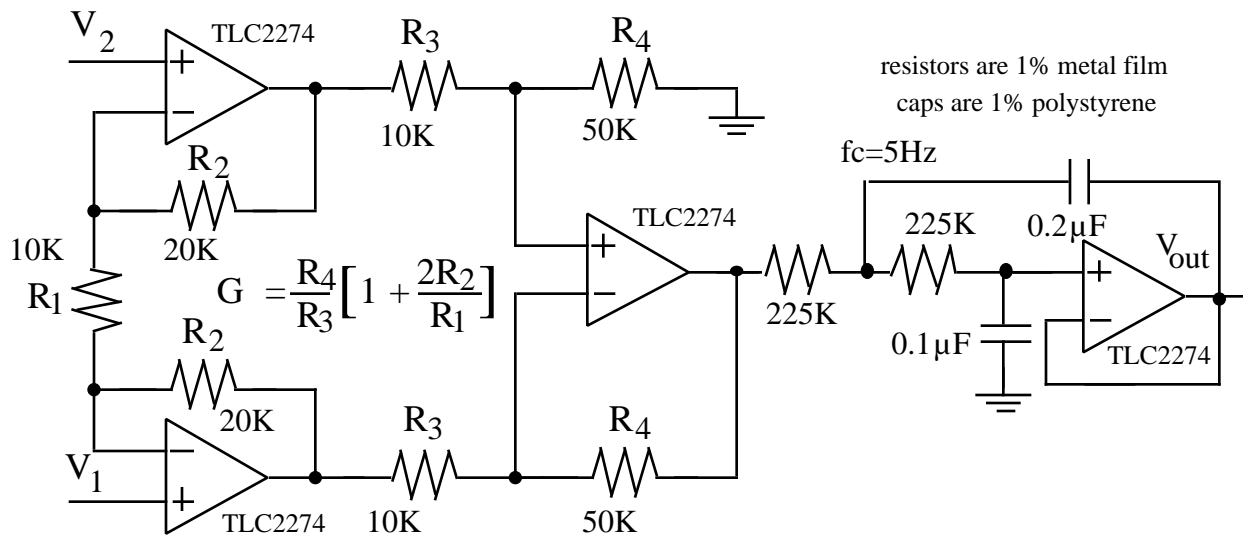 V2
TLC2274
R3
R4
resistors are 1% metal film
caps are 1% polystyrene
+
−
10K
50K
fc=5Hz
R2
20K
TLC2274
225K
0.2µF
10K
R1
G = R4/R3 [1 + 2R2/R1]
+
−
+
−
Vout
225K
0.1µF
TLC2274
R2
20K
R3
R4
V1
−
+
TLC2274
10K
50K